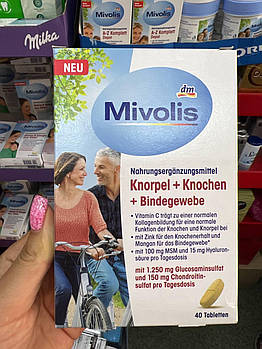 Milka
A-Z Komplett
Depot
NEU
dm
Mivolis
Nahrungsergänzungsmittel
Knorpel + Knochen
+ Bindegewebe
• Vitamin C trägt zu einer normalen
Kollagenbildung für eine normale
Funktion der Knochen und Knorpel bei
• mit Zink für den Knochenerhalt und
Mangan für das Bindegewebe*
• mit 100 mg MSM und 15 mg Hyaluron-
säure pro Tagesdosis
mit 1.250 mg Glucosaminsulfat
und 150 mg Chondroitin-
sulfat pro Tagesdosis
40 Tabletten